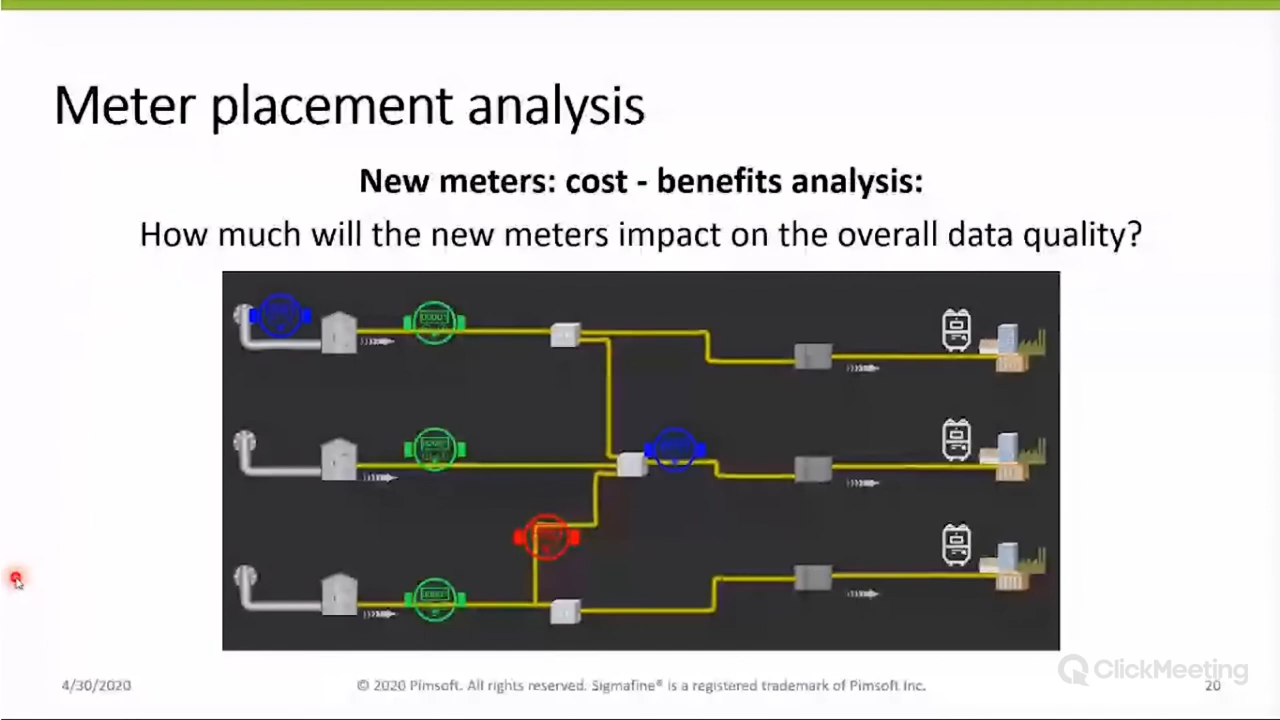 Meter placement analysis
New meters: cost - benefits analysis:
How much will the new meters impact on the overall data quality?
4/30/2020
© 2020 Pimsoft. All rights reserved. Sigmafine® is a registered trademark of Pimsoft Inc.
ClickMeeting
20